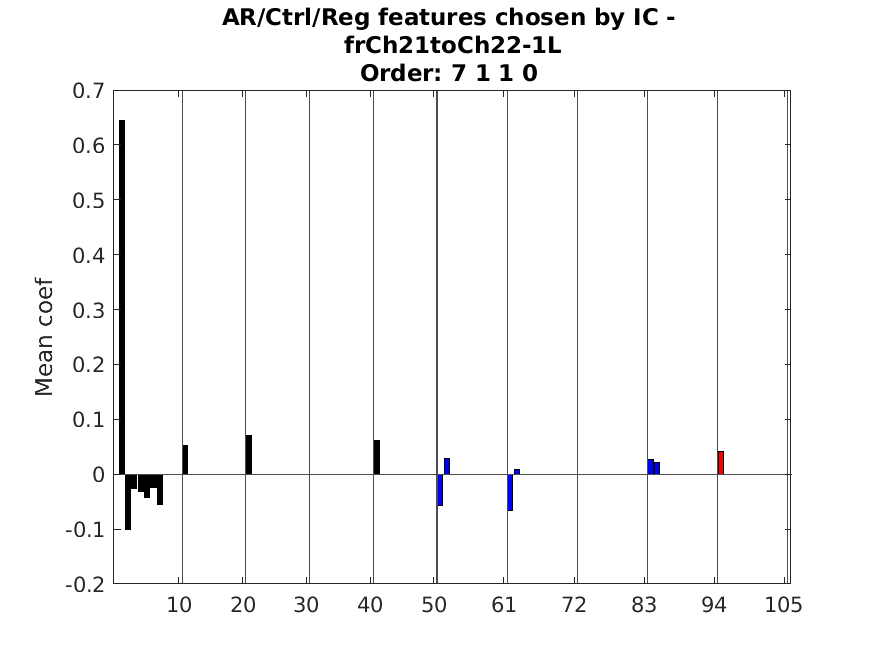 AR/Ctrl/Reg features chosen by IC -
frCh21toCh22-1L
Order: 7 1 1 0
0.7
0.6
0.5
0.4
0.3
0.2
0.1
0
-0.1
-0.2
Mean coef
10 20 30 40 50 61 72 83 94 105